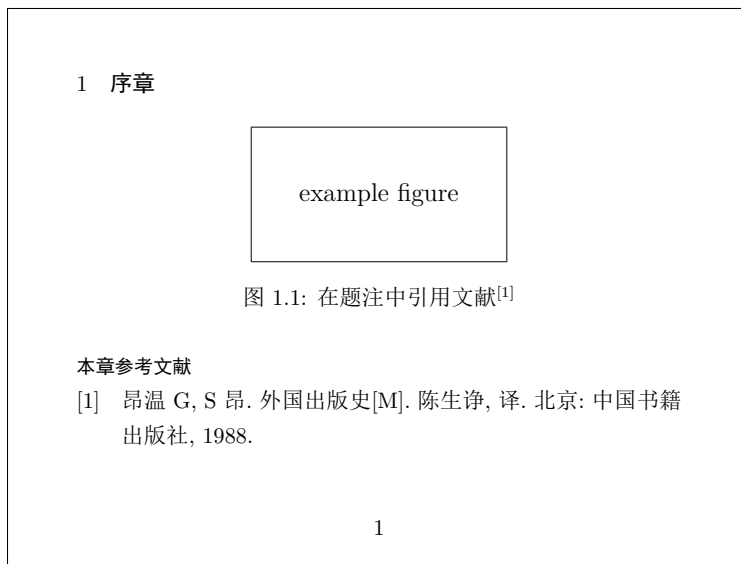 1 序章
example figure
图 1.1: 在题注中引用文献[1]
本章参考文献
[1] 昂温 G, S 昂. 外国出版史[M]. 陈生诤, 译. 北京: 中国书籍
出版社, 1988.
1